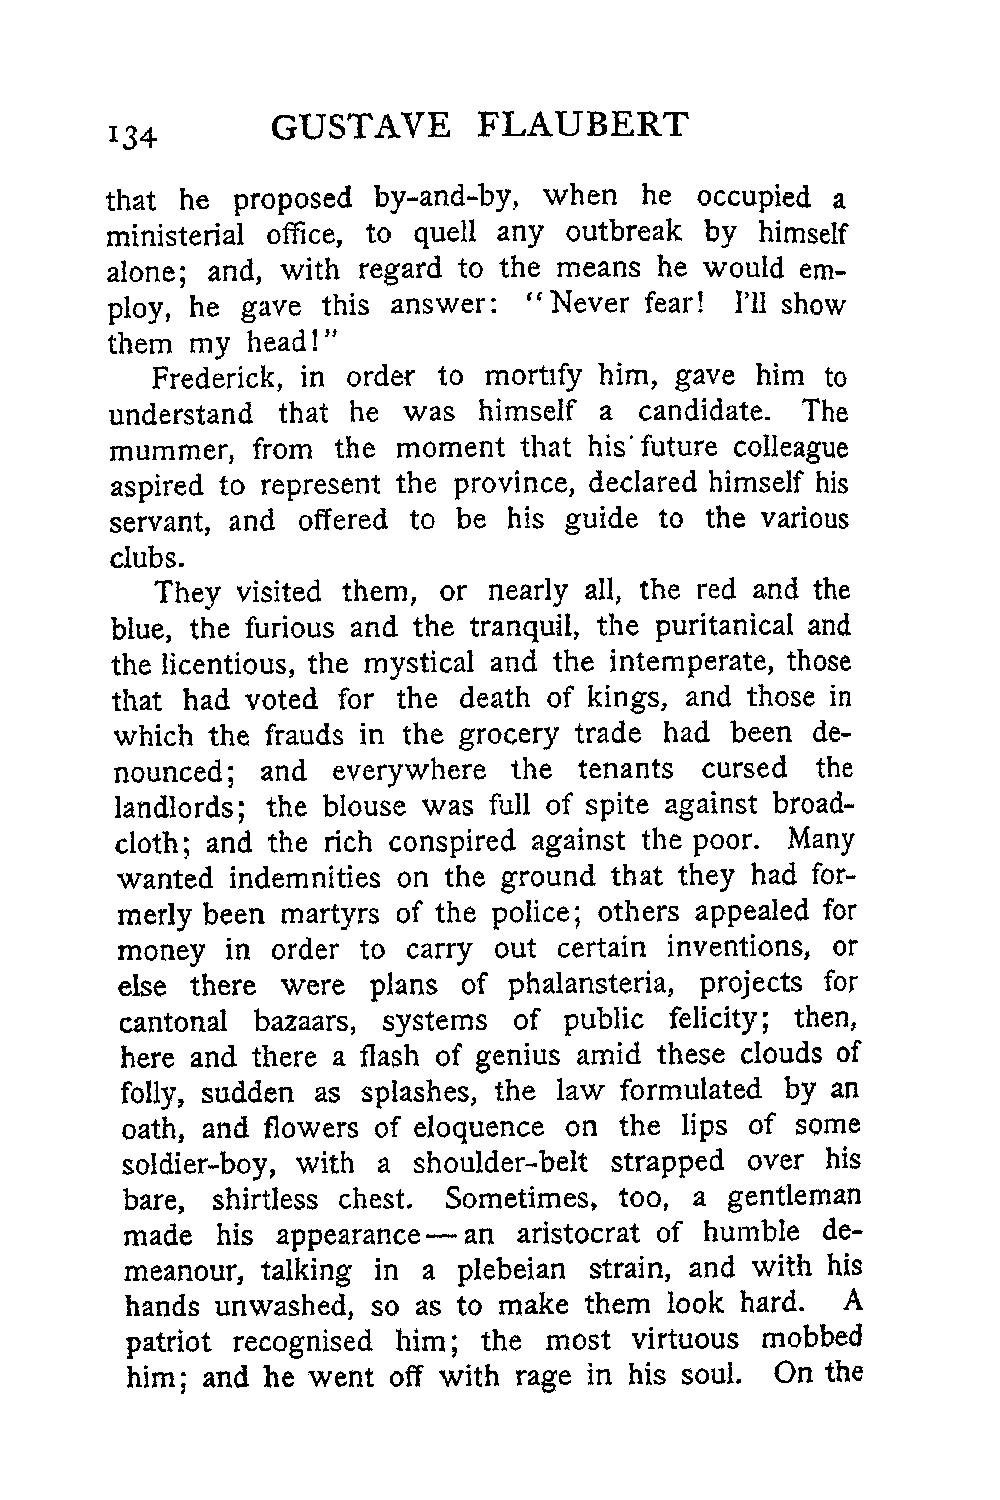 134 GUSTAVE FLAUBERT
that he proposed by-and-by, when he occupied a
ministerial office, to quell any outbreak by himself
alone; and, with regard to the means he would em-
ploy, he gave this answer: "Never fear! I'll show
them my head!"
Frederick, in order to mortify him, gave him to
understand that he was himself a candidate. The
mummer, from the moment that his future colleague
aspired to represent the province, declared himself his
servant, and offered to be his guide to the various
clubs.
They visited them, or nearly all, the red and the
blue, the furious and the tranquil, the puritanical and
the licentious, the mystical and the intemperate, those
that had voted for the death of kings, and those in
which the frauds in the grocery trade had been de-
nounced; and everywhere the tenants cursed the
landlords; the blouse was full of spite against broad-
cloth; and the rich conspired against the poor. Many
wanted indemnities on the ground that they had for-
merly been martyrs of the police; others appealed for
money in order to carry out certain inventions, or
else there were plans of phalansteria, projects for
cantonal bazaars, systems of public felicity; then,
here and there a flash of genius amid these clouds of
folly, sudden as splashes, the law formulated by an
oath, and flowers of eloquence on the lips of some
soldier-boy, with a shoulder-belt strapped over his
bare, shirtless chest. Sometimes, too, a gentleman
made his appearance—an aristocrat of humble de-
meanour, talking in a plebeian strain, and with his
hands unwashed, so as to make them look hard. A
patriot recognised him; the most virtuous mobbed
him; and he went off with rage in his soul. On the